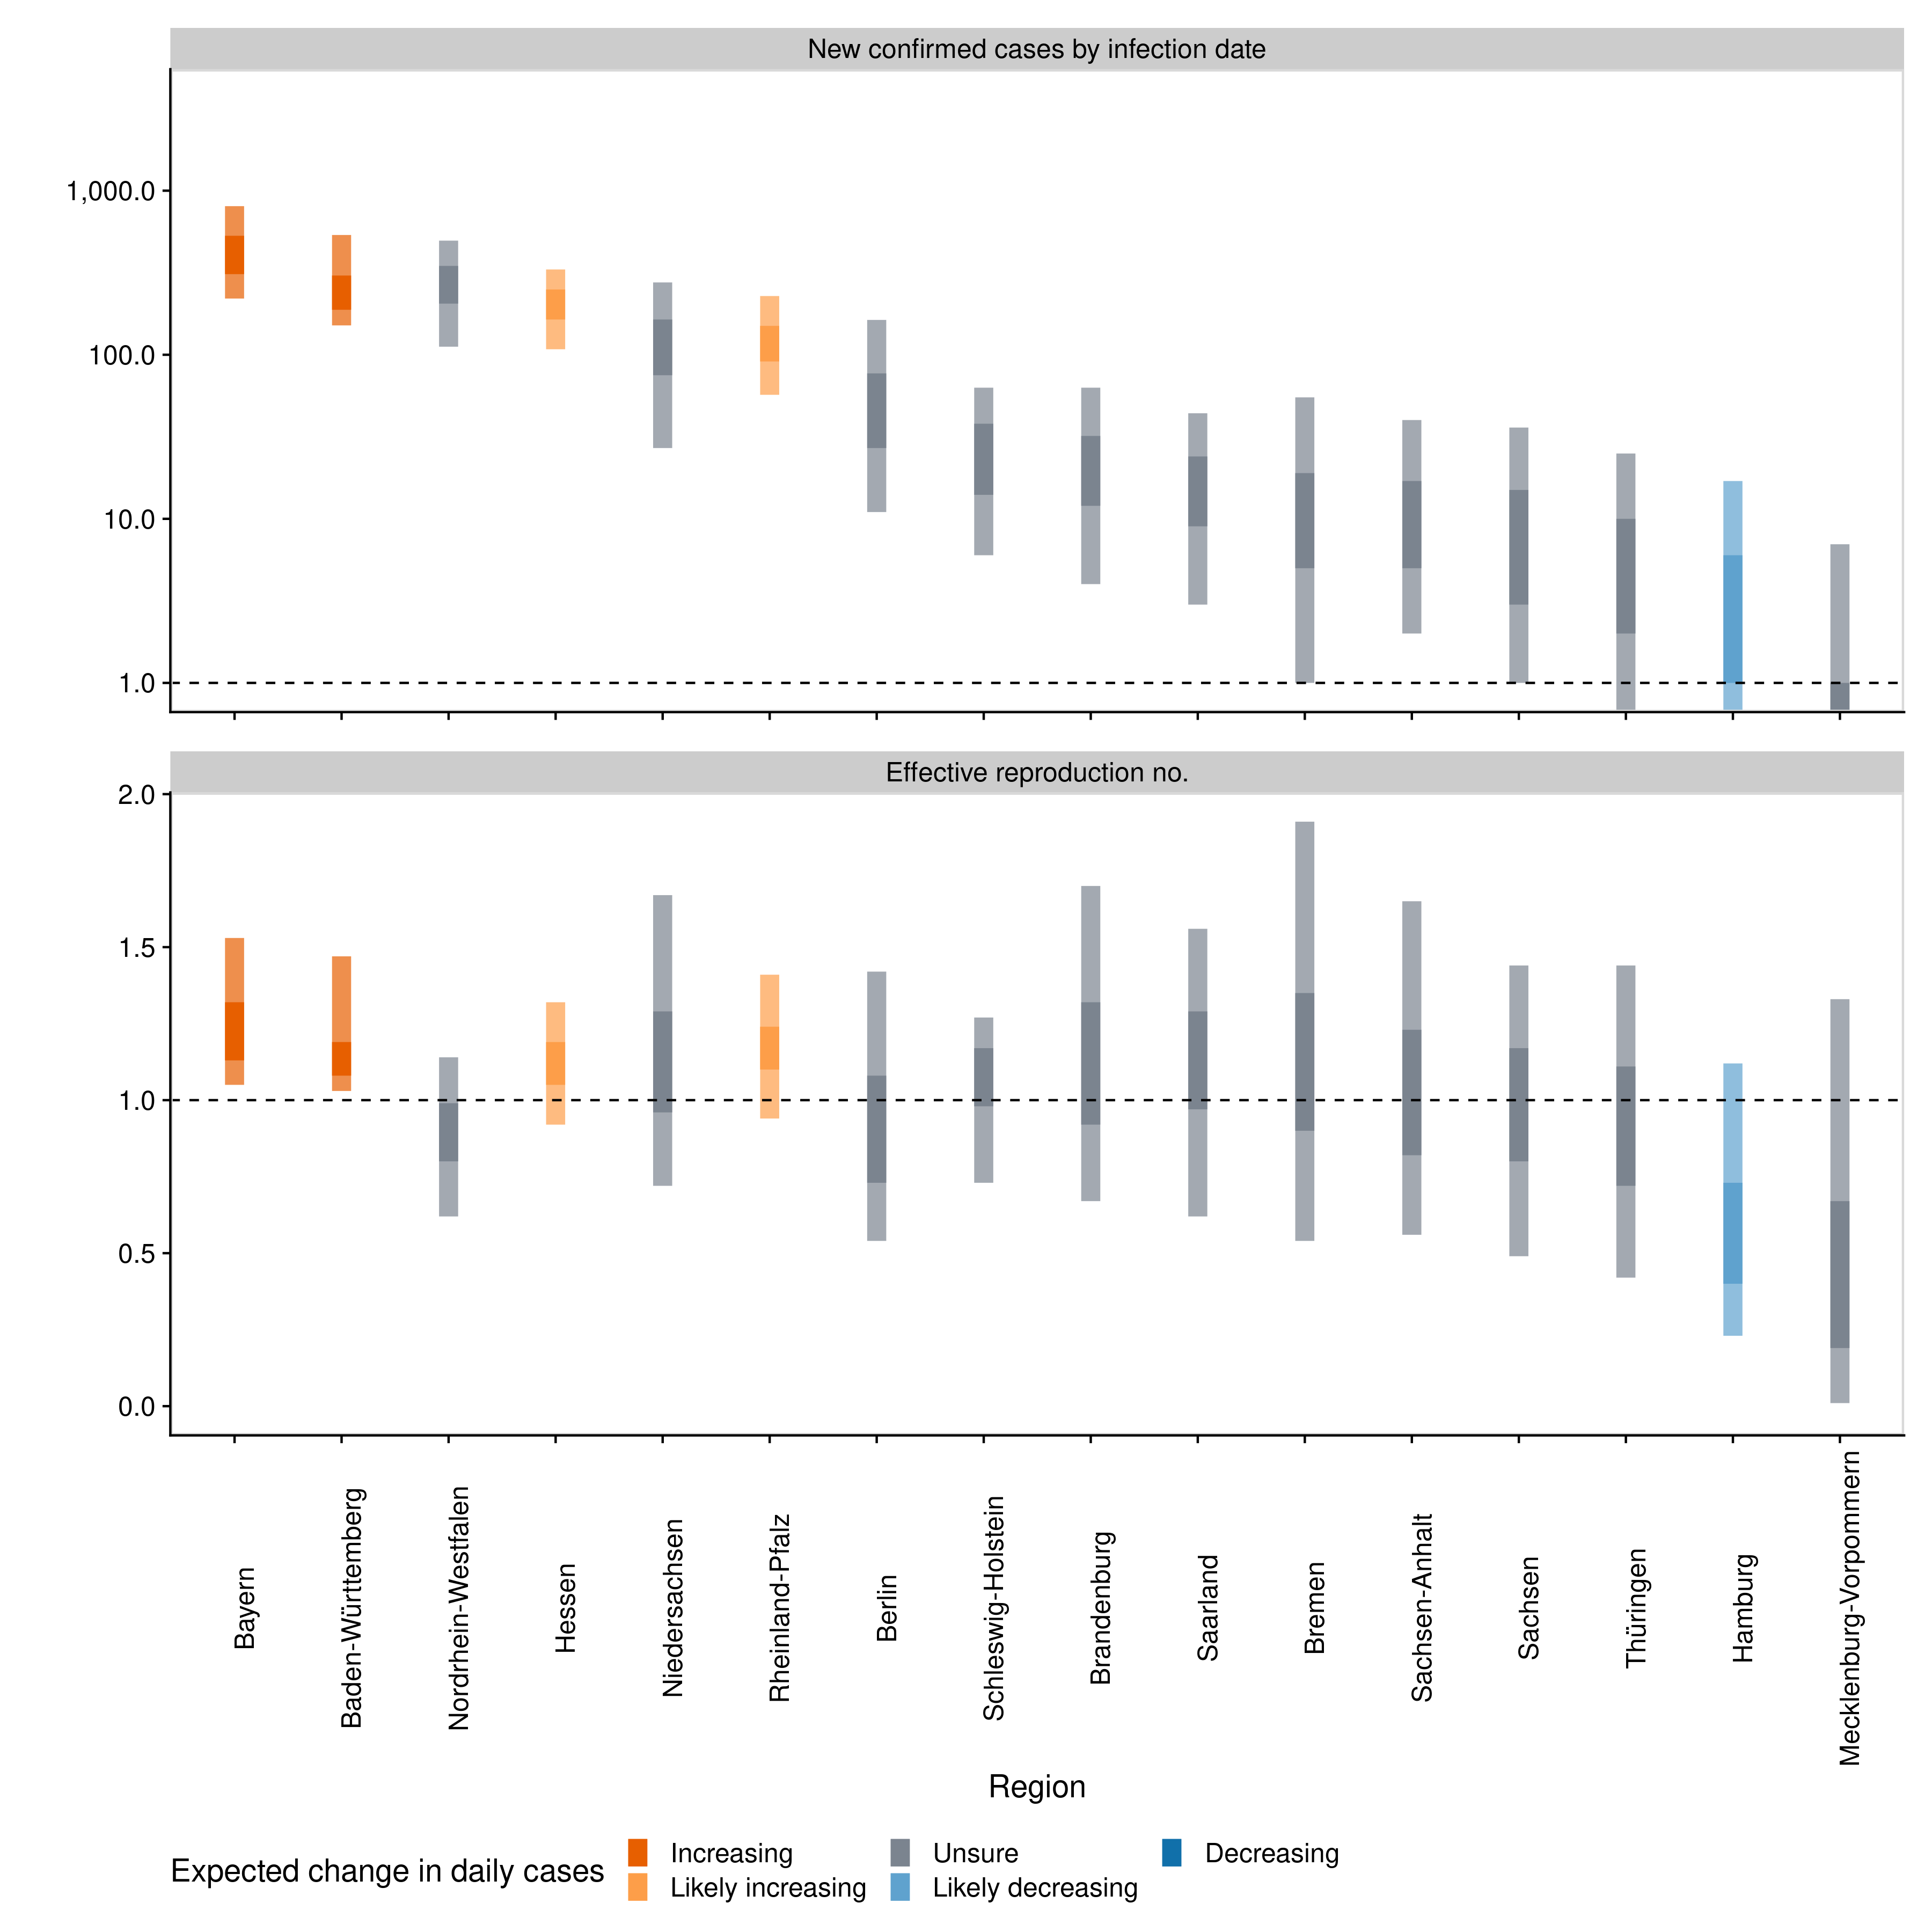 New confirmed cases by infection date
1,000.0
100.0
10.0
1.0
Effective reproduction no.
2.0
1.5
1.0
0.5
0.0
Bayern
Baden-Württemberg
Nordrhein-Westfalen
Hessen
Niedersachsen
Rheinland-Pfalz
Berlin
Schleswig-Holstein
Brandenburg
Saarland
Bremen
Sachsen-Anhalt
Sachsen
Thüringen
Hamburg
Mecklenburg-Vorpommern
Region
Expected change in daily cases
Increasing
Likely increasing
Unsure
Likely decreasing
Decreasing